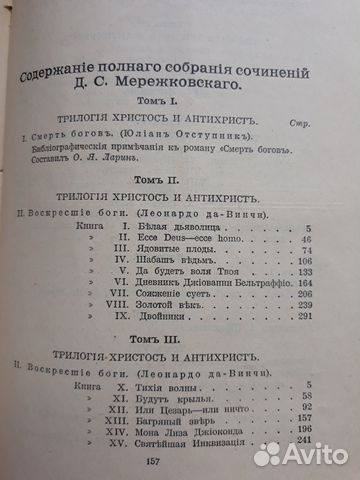 Содержаніе полнаго собранія сочиненій
Д. С. Мережковскаго.
Томъ I.
ТРИЛОГІЯ ХРИСТОСЪ И АНТИХРИСТЪ. Стр.
I. Смерть боговъ. (Юліанъ Отступникъ).
Библіографическія примѣчанія къ роману «Смерть боговъ».
Составилъ О. Я. Ларинъ.
Томъ II.
ТРИЛОГІЯ ХРИСТОСЪ И АНТИХРИСТЪ.
II. Воскресшіе боги. (Леонардо да-Винчи).
Книга I. Бѣлая дьяволица . . . 5
» II. Ecce Deus—ecce homo . . . 46
» III. Ядовитые плоды . . . 74
» IV. Шабашъ вѣдьмъ . . . 106
» V. Да будетъ воля Твоя . . . 133
» VI. Дневникъ Джіованни Бельтраффіо . 164
» VII. Сожженіе суетъ . . . 206
» VIII. Золотой вѣкъ . . . 239
» IX. Двойники . . . 291
Томъ III.
ТРИЛОГІЯ ХРИСТОСЪ И АНТИХРИСТЪ.
II. Воскресшіе боги. (Леонардо да-Винчи).
Книга X. Тихія волны . . . 5
» XI. Будутъ крылья . . . 58
» XII. Или Цезарь—или ничто . . . 92
» XIII. Багряный звѣрь . . . 157
» XIV. Мона Лиза Джіоконда . . . 196
» XV. Святѣйшая Инквизиція . . . 241
157
Avito